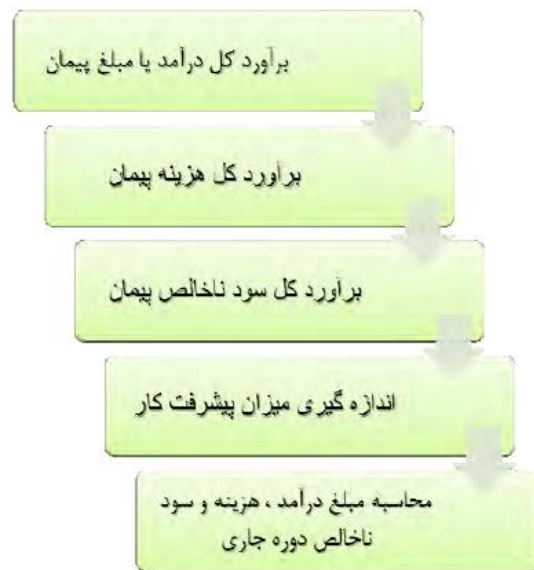 برآورد کل درآمد یا مبلغ پیمان
برآورد کل هزینه پیمان
برآورد کل سود ناخالص پیمان
اندازه گیری میزان پیشرفت کار
محاسبه مبلغ درآمد ، هزینه و سود
ناخالص دوره جاری